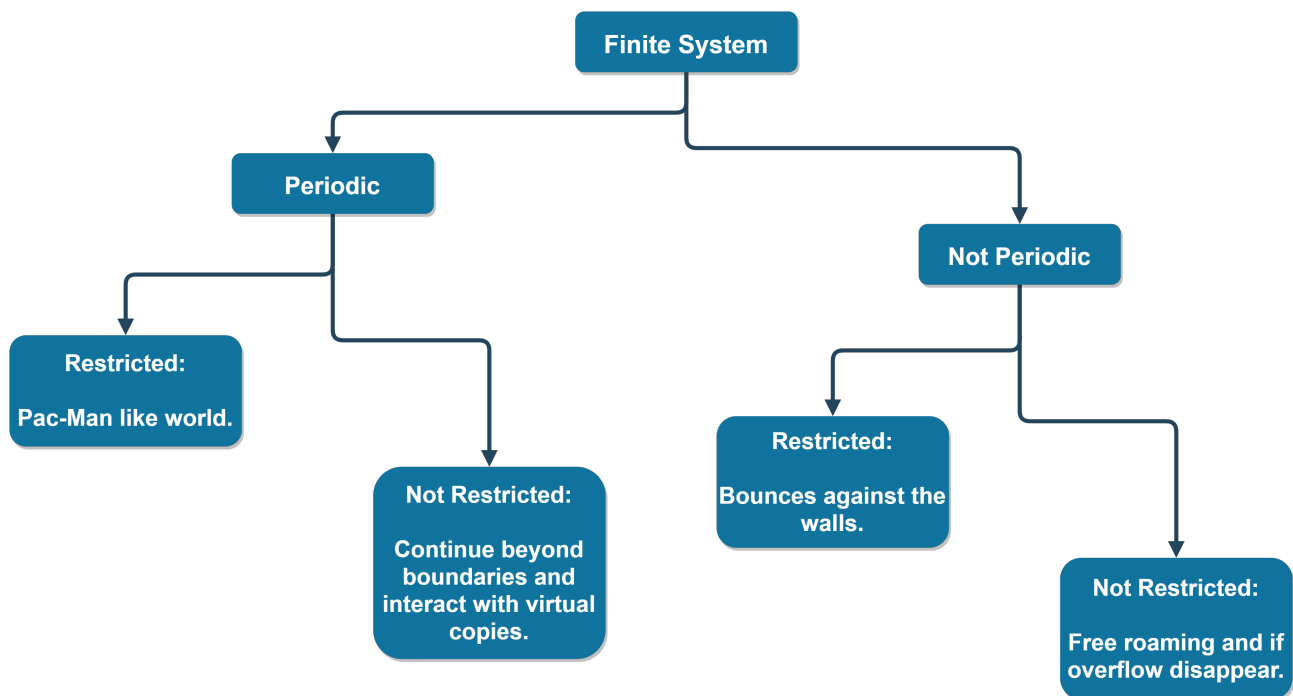 Finite System
Periodic
Not Periodic
Restricted:
Pac-Man like world.
Not Restricted:
Continue beyond
boundaries and
interact with virtual
copies.
Restricted:
Bounces against the
walls.
Not Restricted:
Free roaming and if
overflow disappear.